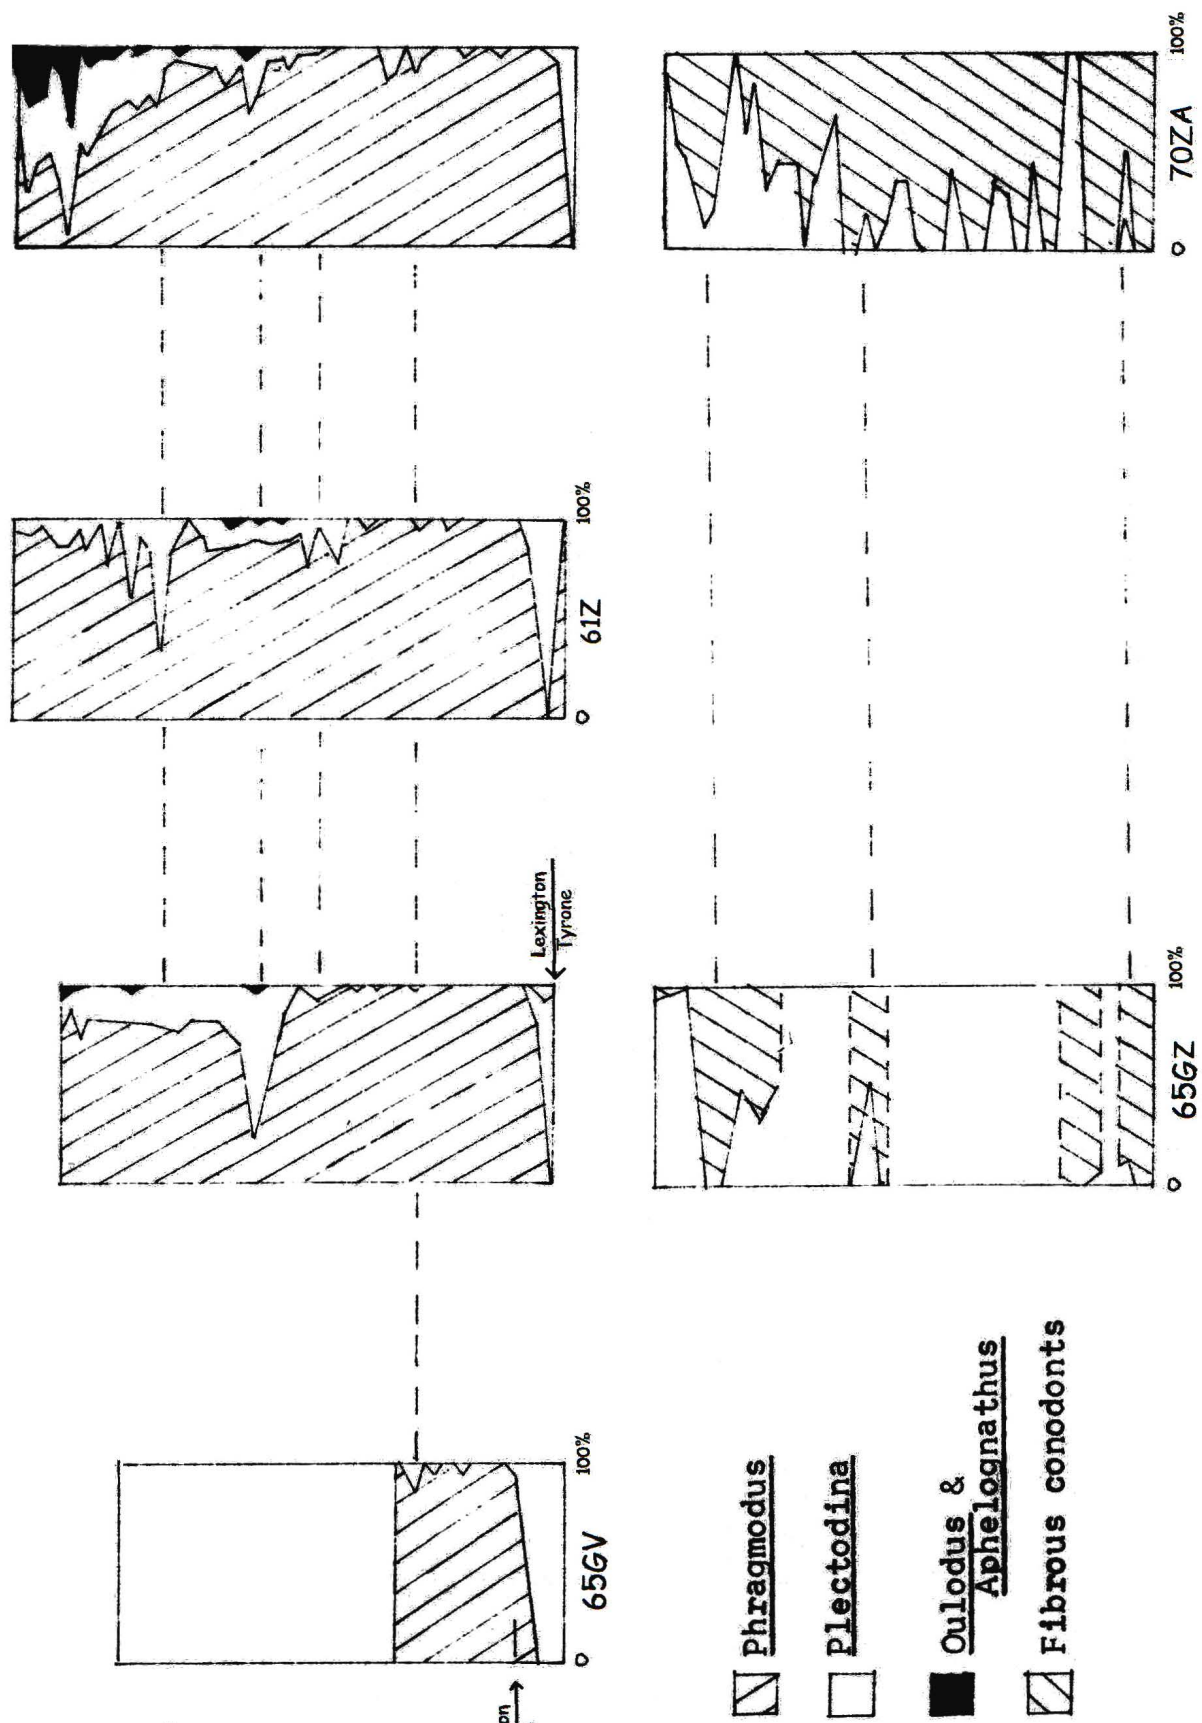 100%
0
65GV
Lexington
Tyrone
100%
0
61Z
Phragmodus
Plectodina
Oulodus &
Aphelognathus
Fibrous conodonts
100%
0
65GZ
100%
0
70ZA